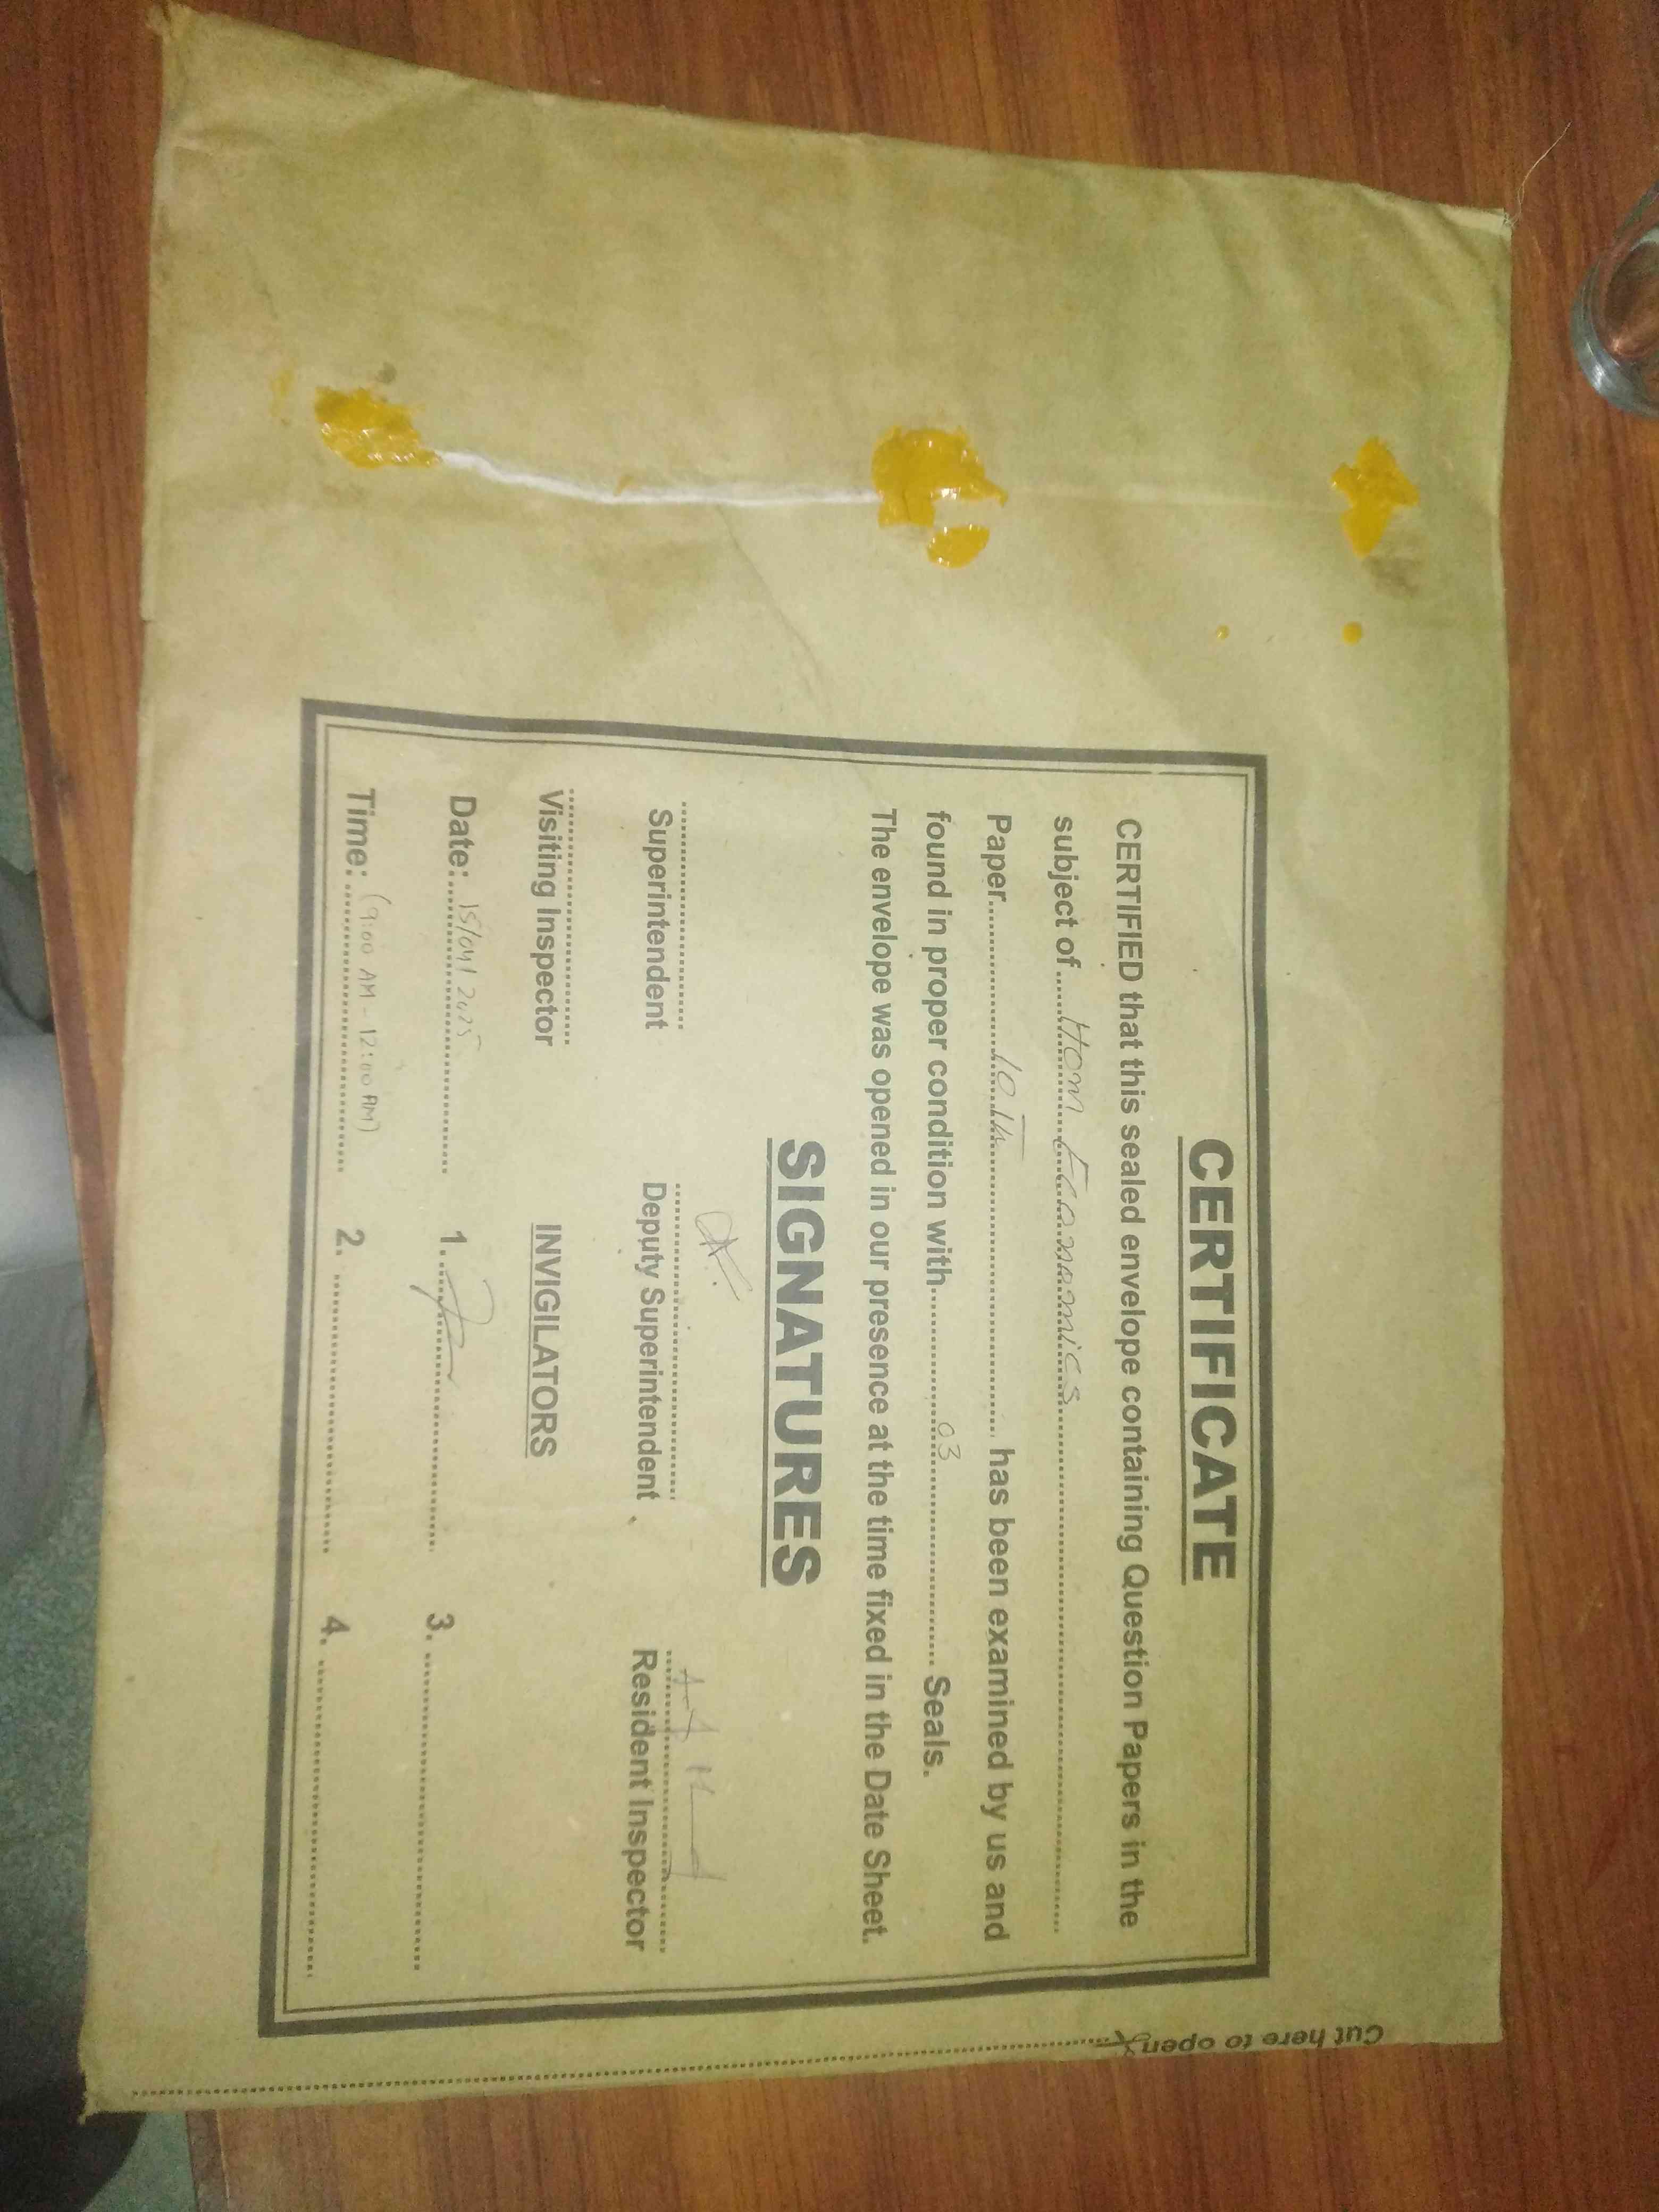 CERTIFICATE
CERTIFIED that this sealed envelope containing Question Papers in the
subject of ..... Hom Economics .....
Paper..... 10th ..... has been examined by us and
found in proper condition with..... 03 ..... Seals.
The envelope was opened in our presence at the time fixed in the Date Sheet.
SIGNATURES
Superintendent Deputy Superintendent Resident Inspector
Visiting Inspector INVIGILATORS
Date:..... 15/04/2025 ..... 1. ..... 3. .....
Time:..... (9:00 AM - 12:00 AM) ..... 2. ..... 4. .....
Cut here to open